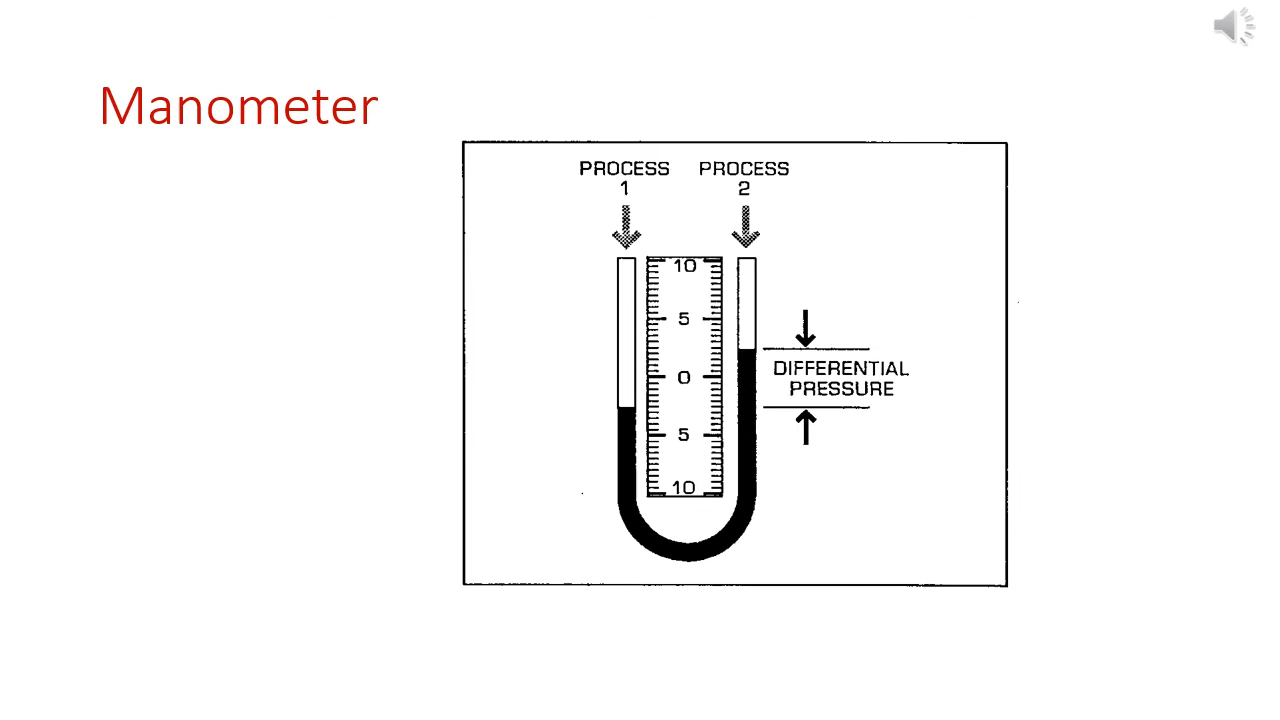 Manometer
PROCESS
1
PROCESS
2
10
5
0
5
10
DIFFERENTIAL
PRESSURE